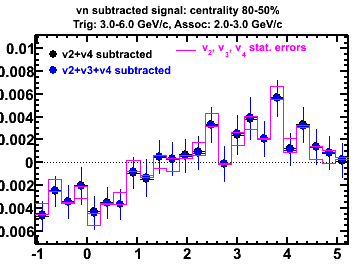 vn subtracted signal: centrality 80-50%
Trig: 3.0-6.0 GeV/c, Assoc: 2.0-3.0 GeV/c
0.01
v2+v4 subtracted
v2, v3, v4 stat. errors
0.008
v2+v3+v4 subtracted
0.006
0.004
0.002
0
0.002
0.004
0.006
-1 0 1 2 3 4 5